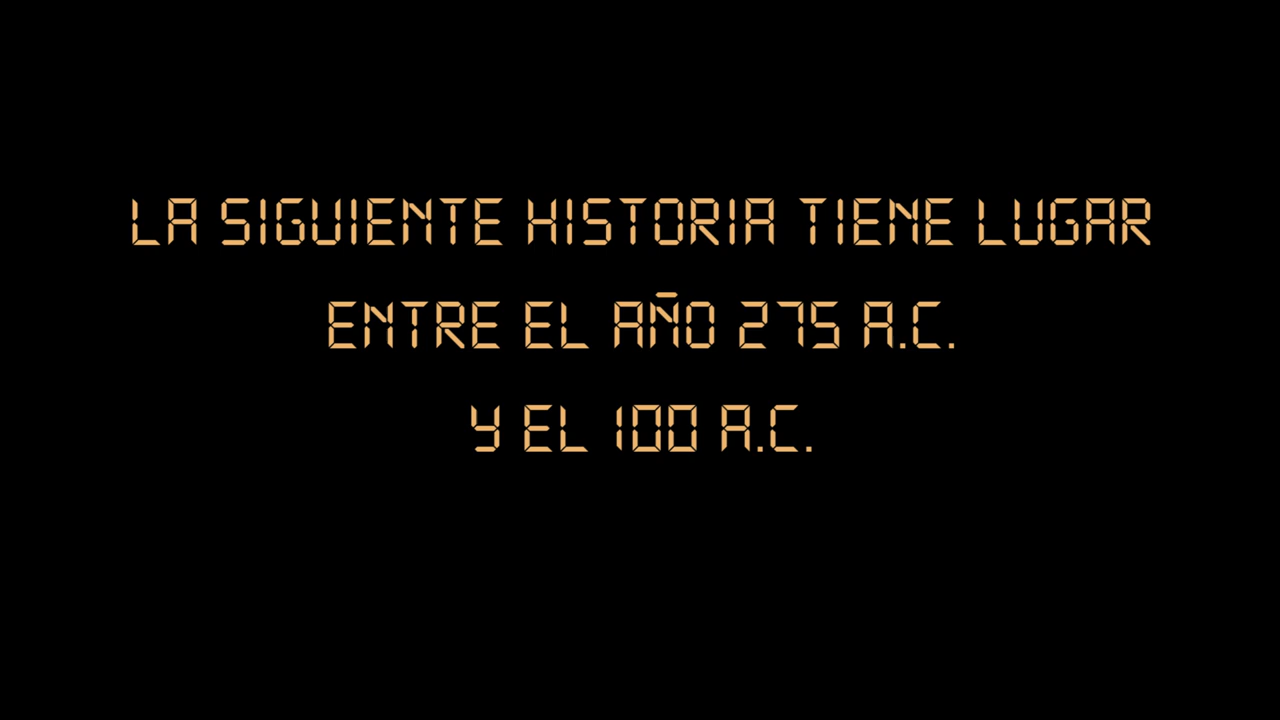 LA SIGUIENTE HISTORIA TIENE LUGAR
ENTRE EL AÑO 275 A.C.
Y EL 100 A.C.